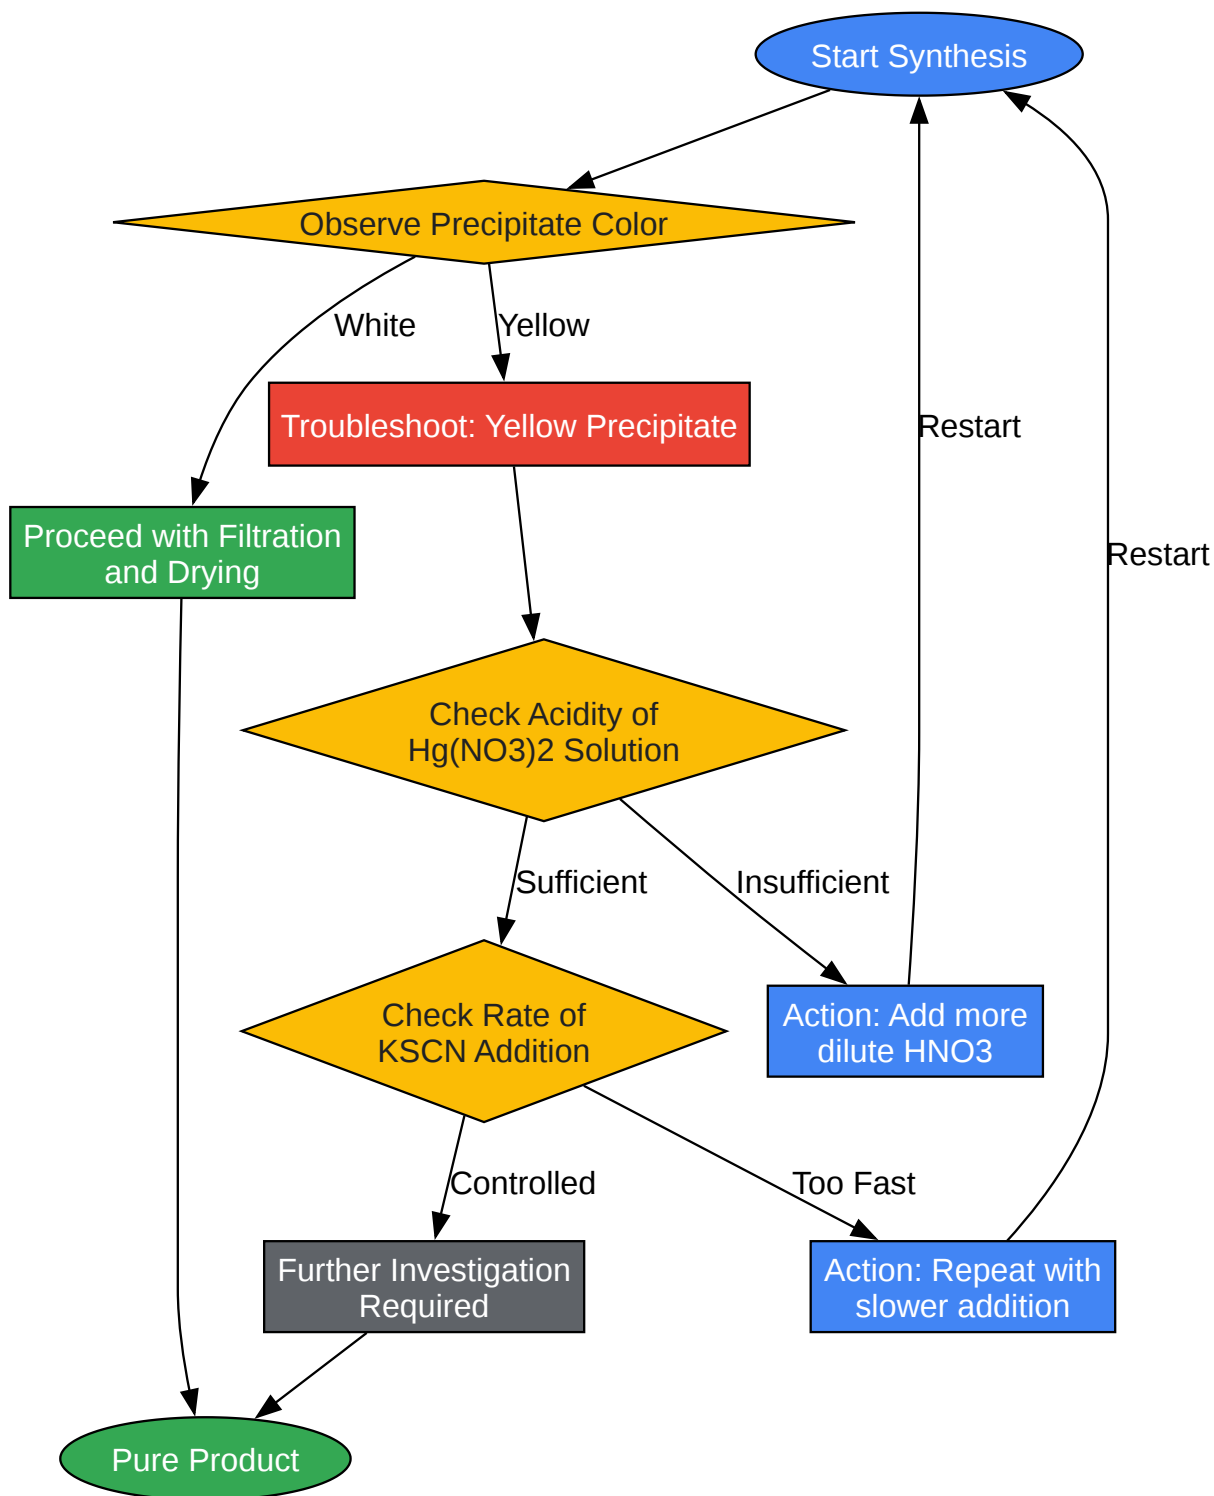 Start Synthesis
Observe Precipitate Color
White
Yellow
Troubleshoot: Yellow Precipitate
Restart
Proceed with Filtration
and Drying
Restart
Check Acidity of
Hg(NO3)2 Solution
Sufficient
Insufficient
Check Rate of
KSCN Addition
Action: Add more
dilute HNO3
Controlled
Too Fast
Further Investigation
Required
Action: Repeat with
slower addition
Pure Product